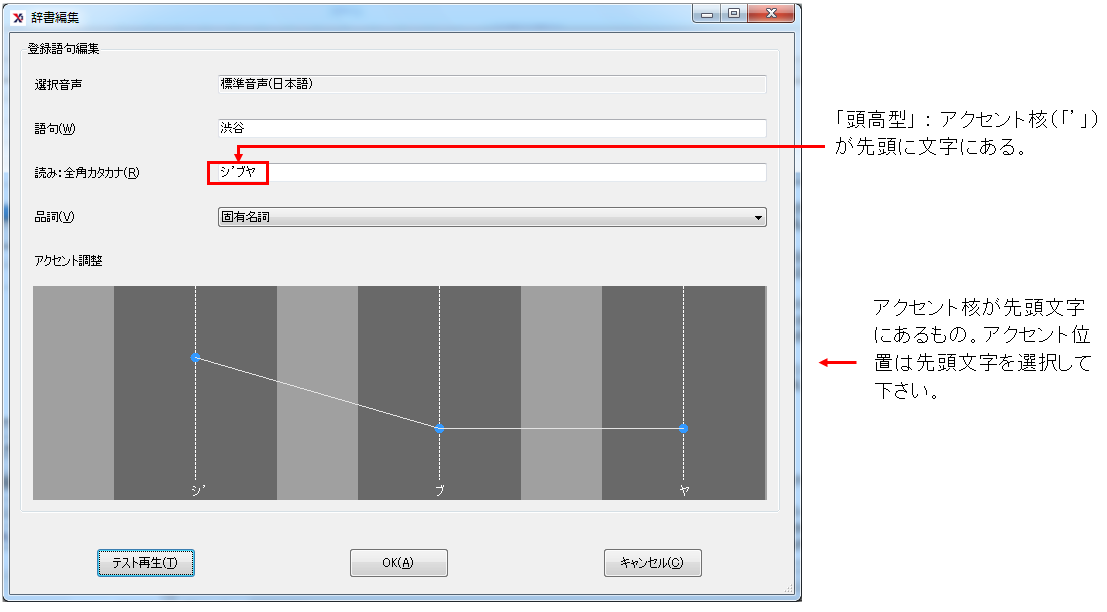 辞書編集
登録語句編集
選択音声
標準音声(日本語)
語句(W)
渋谷
読み:全角カタカナ(R)
シ'ブヤ
品詞(V)
固有名詞
アクセント調整
シ'
ブ
ヤ
テスト再生(T)
OK(A)
キャンセル(C)
「頭高型」：アクセント核(「'」)
が先頭に文字にある。
アクセント核が先頭文字
にあるもの。アクセント位
置は先頭文字を選択して
下さい。